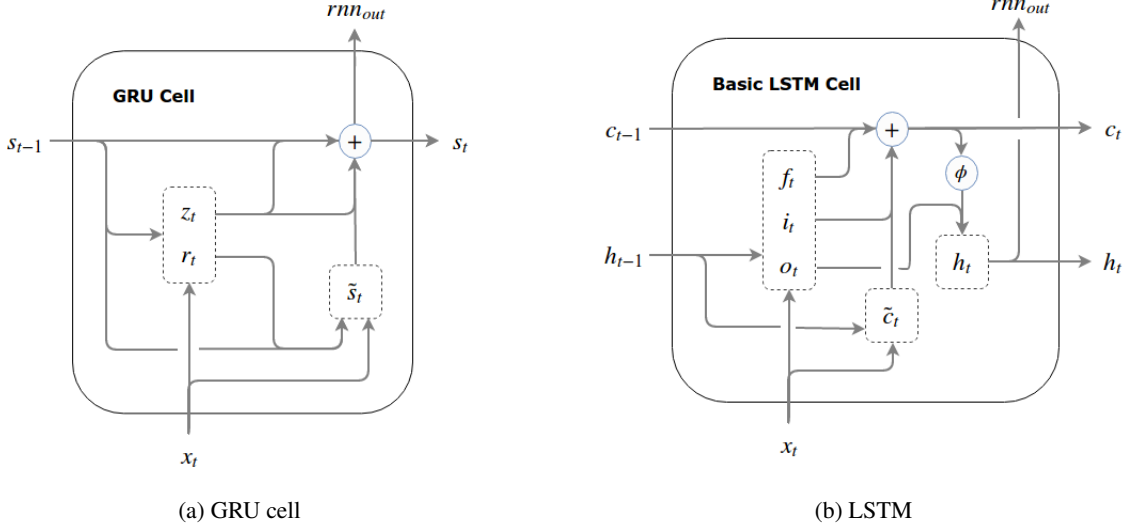 rnn_out
GRU Cell
s_{t-1}
+
s_t
z_t
r_t
s̃_t
x_t
(a) GRU cell
rnn_out
Basic LSTM Cell
c_{t-1}
+
c_t
f_t
ϕ
i_t
h_{t-1}
o_t
h_t
h_t
c̃_t
x_t
(b) LSTM